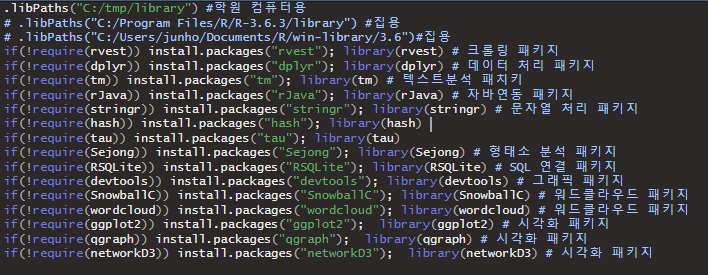 .libPaths("C:/tmp/library") #학원 컴퓨터용
# .libPaths("C:/Program Files/R/R-3.6.3/library") #집용
# .libPaths("C:/Users/junho/Documents/R/win-library/3.6")#집용
if(!require(rvest)) install.packages("rvest"); library(rvest) # 크롤링 패키지
if(!require(dplyr)) install.packages("dplyr"); library(dplyr) # 데이터 처리 패키지
if(!require(tm)) install.packages("tm"); library(tm) # 텍스트분석 패치키
if(!require(rJava)) install.packages("rJava"); library(rJava) # 자바연동 패키지
if(!require(stringr)) install.packages("stringr"); library(stringr) # 문자열 처리 패키지
if(!require(hash)) install.packages("hash"); library(hash)
if(!require(tau)) install.packages("tau"); library(tau)
if(!require(Sejong)) install.packages("Sejong"); library(Sejong) # 형태소 분석 패키지
if(!require(RSQLite)) install.packages("RSQLite"); library(RSQLite) # SQL 연결 패키지
if(!require(devtools)) install.packages("devtools"); library(devtools) # 그래픽 패키지
if(!require(SnowballC)) install.packages("SnowballC"); library(SnowballC) # 워드클라우드 패키지
if(!require(wordcloud)) install.packages("wordcloud"); library(wordcloud) # 워드클라우드 패키지
if(!require(ggplot2)) install.packages("ggplot2");  library(ggplot2) # 시각화 패키지
if(!require(qgraph)) install.packages("qgraph");  library(qgraph) # 시각화 패키지
if(!require(networkD3)) install.packages("networkD3");  library(networkD3) # 시각화 패키지